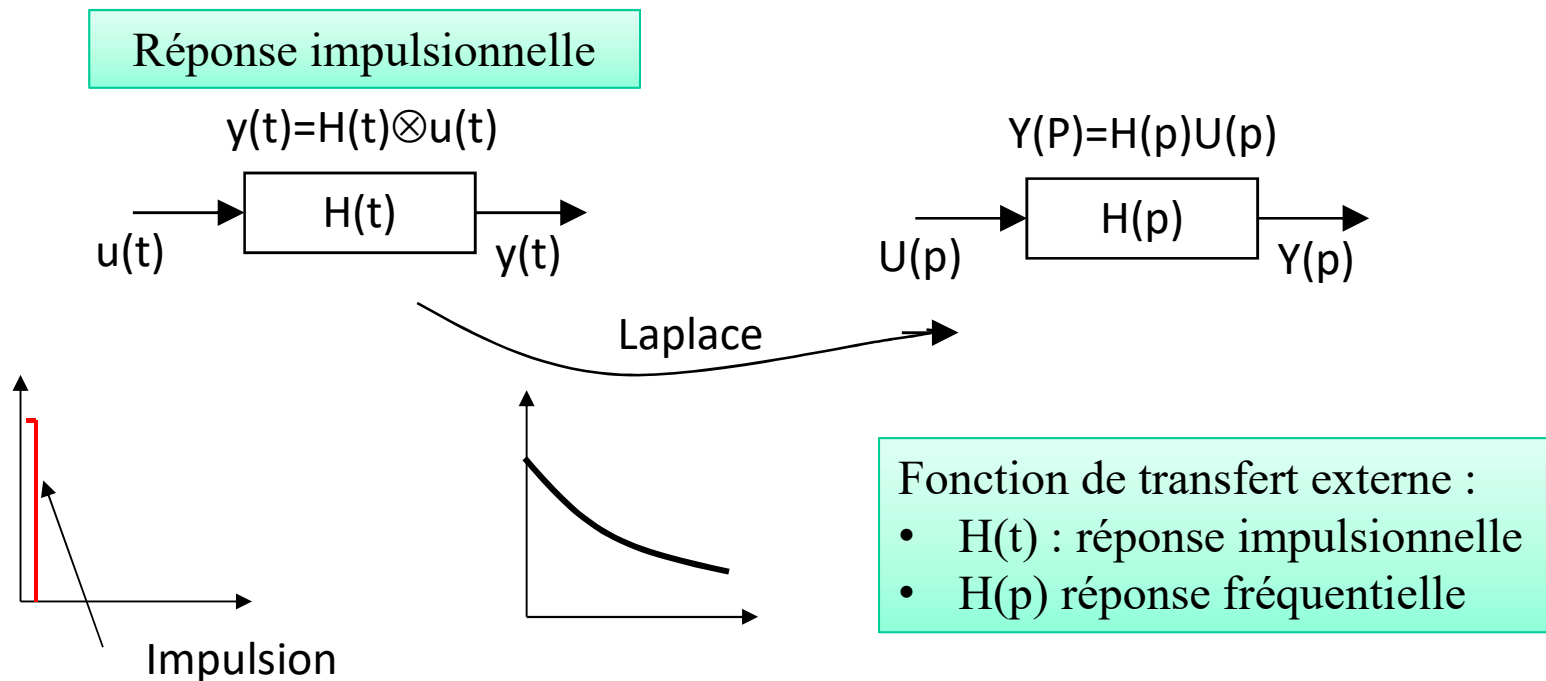 Réponse impulsionnelle
y(t)=H(t)⊗u(t)
H(t)
u(t)
y(t)
Y(P)=H(p)U(p)
H(p)
U(p)
Y(p)
Laplace
Impulsion
Fonction de transfert externe :
• H(t) : réponse impulsionnelle
• H(p) réponse fréquentielle